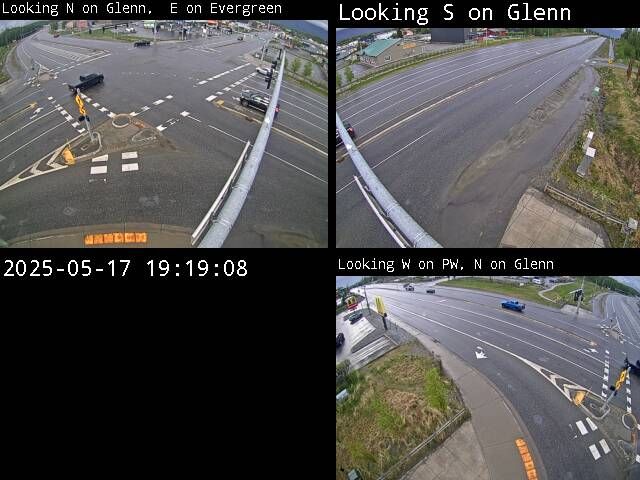 Looking N on Glenn,  E on Evergreen
Looking S on Glenn
2025-05-17 19:19:08
Looking W on PW, N on Glenn